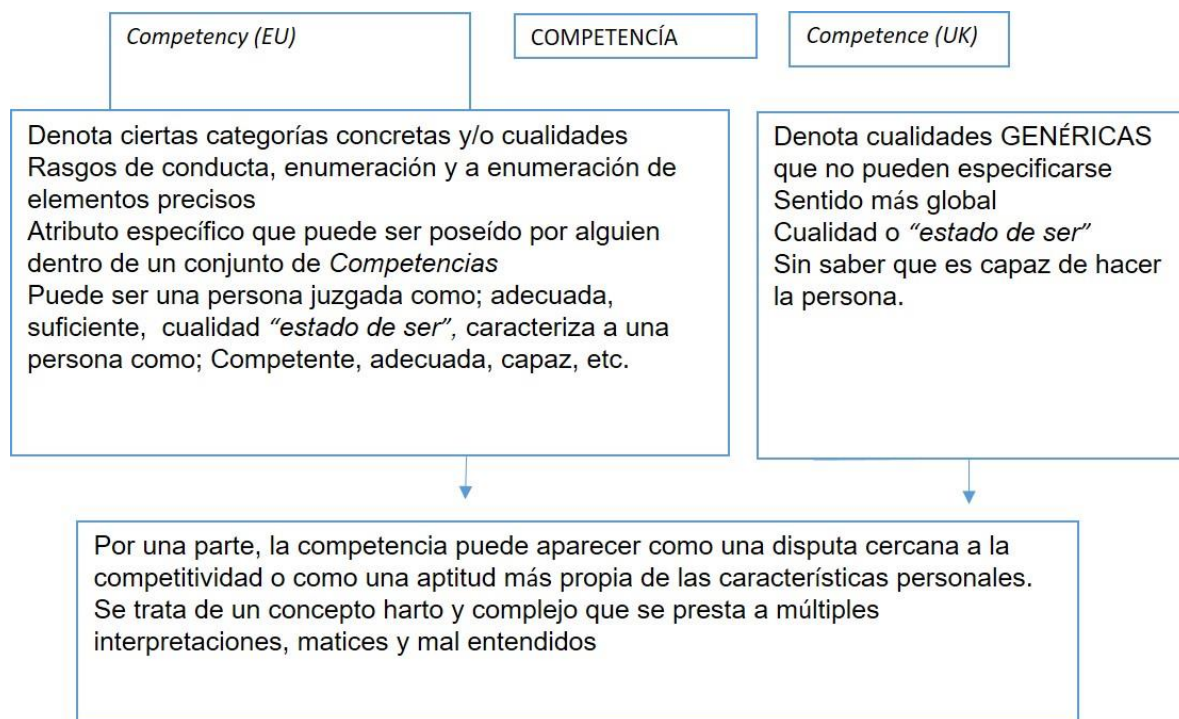 Competency (EU)
COMPETENCÍA
Competence (UK)
Denota ciertas categorías concretas y/o cualidades
Rasgos de conducta, enumeración y a enumeración de
elementos precisos
Atributo específico que puede ser poseído por alguien
dentro de un conjunto de Competencias
Puede ser una persona juzgada como; adecuada,
suficiente, cualidad "estado de ser", caracteriza a una
persona como; Competente, adecuada, capaz, etc.
Denota cualidades GENÉRICAS
que no pueden especificarse
Sentido más global
Cualidad o "estado de ser"
Sin saber que es capaz de hacer
la persona.
Por una parte, la competencia puede aparecer como una disputa cercana a la
competitividad o como una aptitud más propia de las características personales.
Se trata de un concepto harto y complejo que se presta a múltiples
interpretaciones, matices y mal entendidos